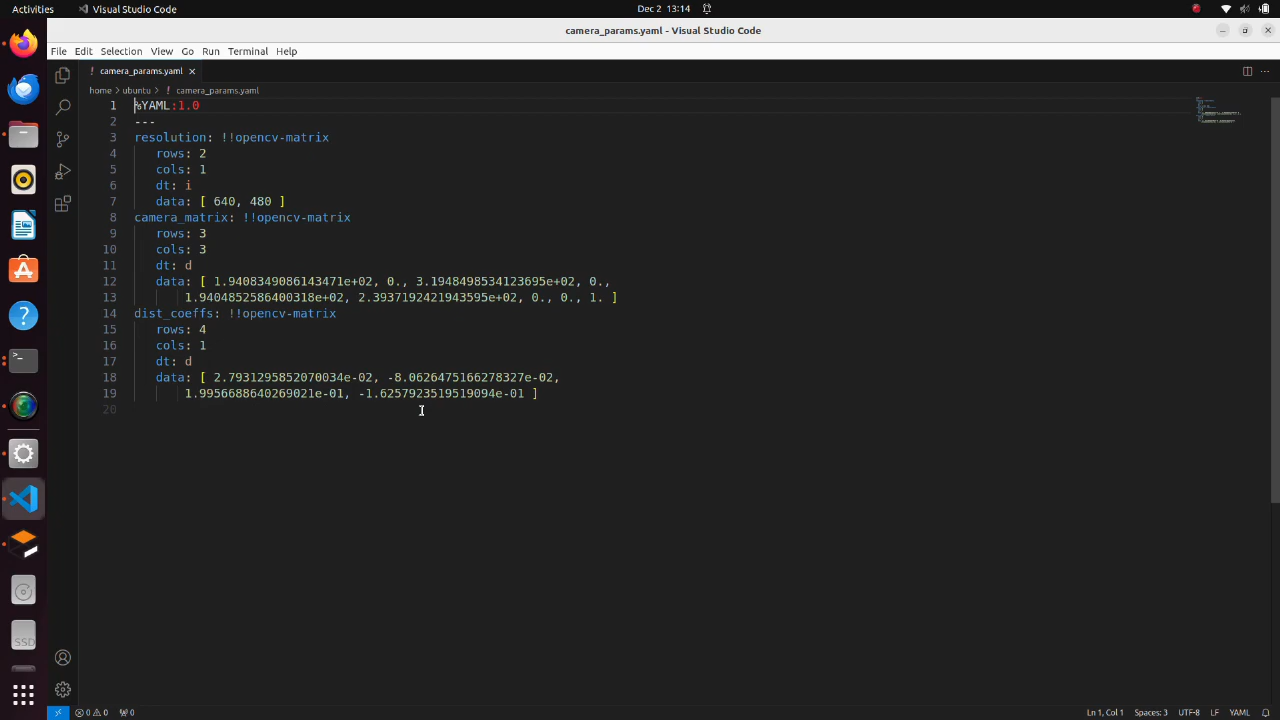 Activities
Visual Studio Code
Dec 2 13:14
camera_params.yaml - Visual Studio Code
File Edit Selection View Go Run Terminal Help
! camera_params.yaml
home > ubuntu > ! camera_params.yaml
1 %YAML:1.0
2 ---
3 resolution: !!opencv-matrix
4 rows: 2
5 cols: 1
6 dt: i
7 data: [ 640, 480 ]
8 camera_matrix: !!opencv-matrix
9 rows: 3
10 cols: 3
11 dt: d
12 data: [ 1.9408349086143471e+02, 0., 3.1948498534123695e+02, 0.,
13 1.9404852586400318e+02, 2.3937192421943595e+02, 0., 0., 1. ]
14 dist_coeffs: !!opencv-matrix
15 rows: 4
16 cols: 1
17 dt: d
18 data: [ 2.7931295852070034e-02, -8.0626475166278327e-02,
19 1.9956688640269021e-01, -1.6257923519519094e-01 ]
20
SSD
0 0 0
Ln 1, Col 1 Spaces: 3 UTF-8 LF YAML